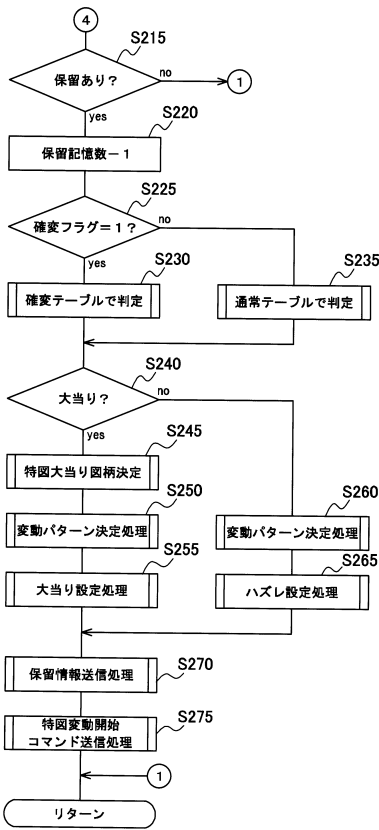 4
S215
保留あり?
no
1
yes
S220
保留記憶数-1
S225
確変フラグ=1?
no
yes
S230
確変テーブルで判定
S235
通常テーブルで判定
S240
大当り?
no
yes
S245
特図大当り図柄決定
S250
変動パターン決定処理
S260
変動パターン決定処理
S255
大当り設定処理
S265
ハズレ設定処理
S270
保留情報送信処理
S275
特図変動開始
コマンド送信処理
1
リターン